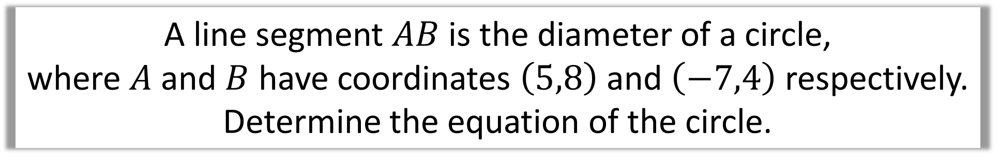 A line segment AB is the diameter of a circle,
where A and B have coordinates (5,8) and (−7,4) respectively.
Determine the equation of the circle.